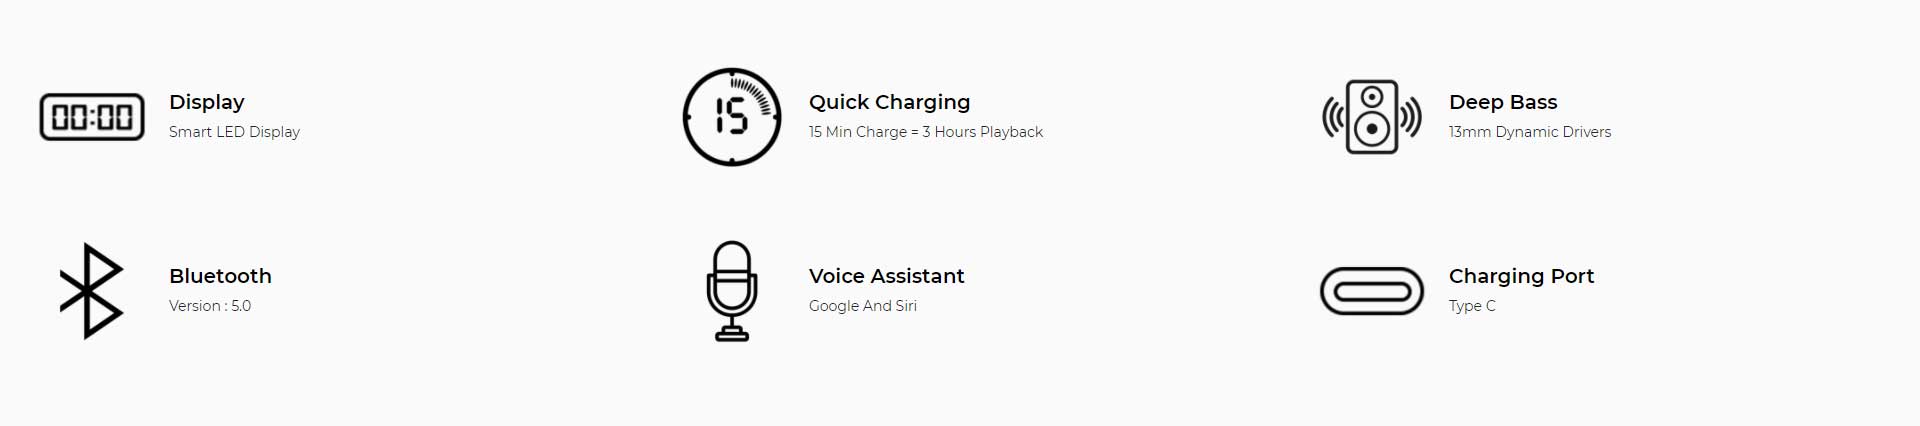 00:00
Display
Smart LED Display
15
Quick Charging
15 Min Charge = 3 Hours Playback
Deep Bass
13mm Dynamic Drivers
Bluetooth
Version : 5.0
Voice Assistant
Google And Siri
Charging Port
Type C